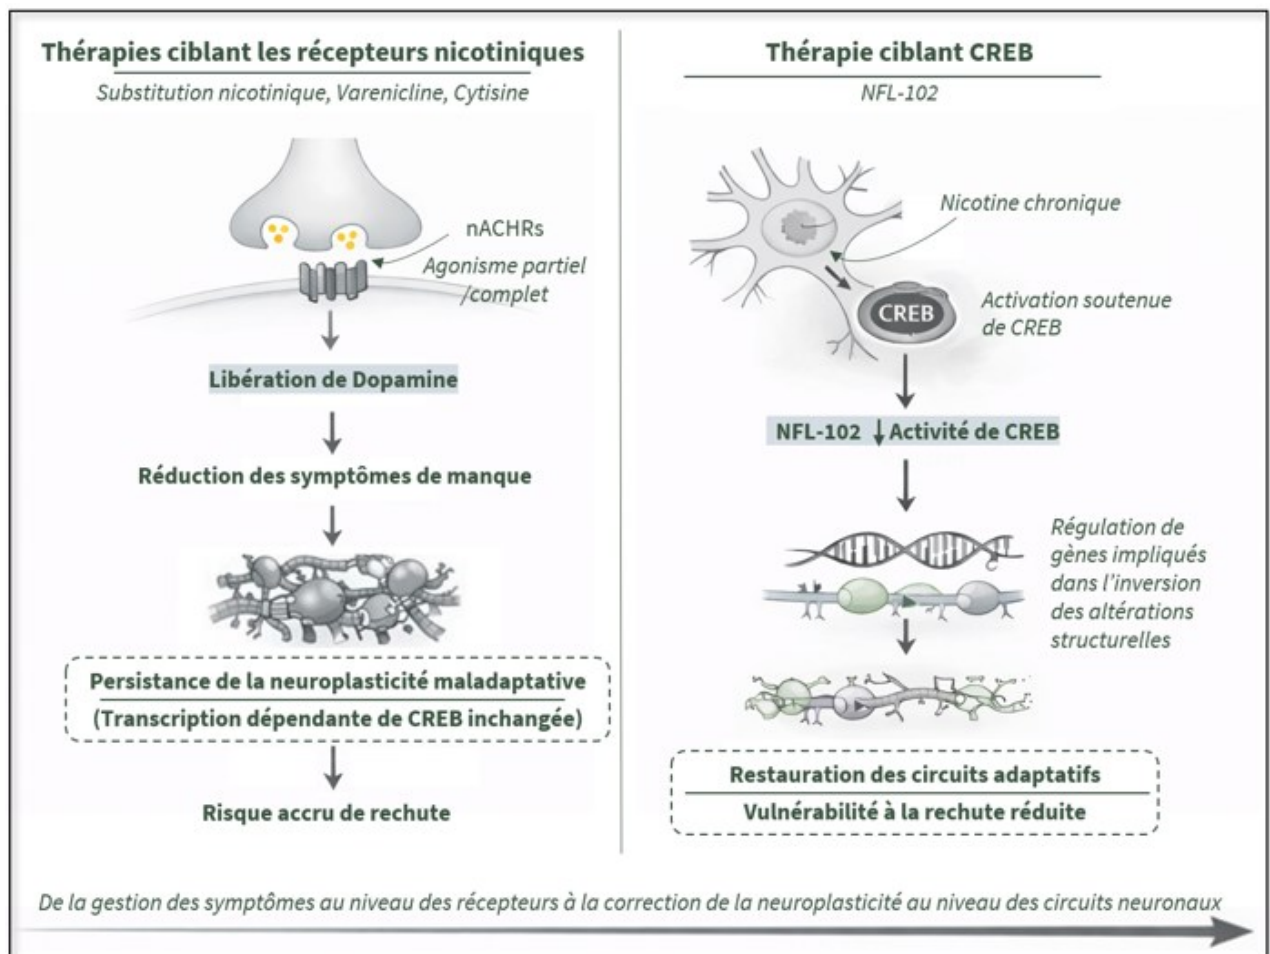 Thérapies ciblant les récepteurs nicotiniques
Substitution nicotinique, Varenicline, Cytisine
nACHRs
Agonisme partiel
/complet
Libération de Dopamine
Réduction des symptômes de manque
Persistance de la neuroplasticité maladaptative
(Transcription dépendante de CREB inchangée)
Risque accru de rechute
Thérapie ciblant CREB
NFL-102
Nicotine chronique
CREB
Activation soutenue
de CREB
NFL-102 ↓ Activité de CREB
Régulation de
gènes impliqués
dans l'inversion
des altérations
structurelles
Restauration des circuits adaptatifs
Vulnérabilité à la rechute réduite
De la gestion des symptômes au niveau des récepteurs à la correction de la neuroplasticité au niveau des circuits neuronaux